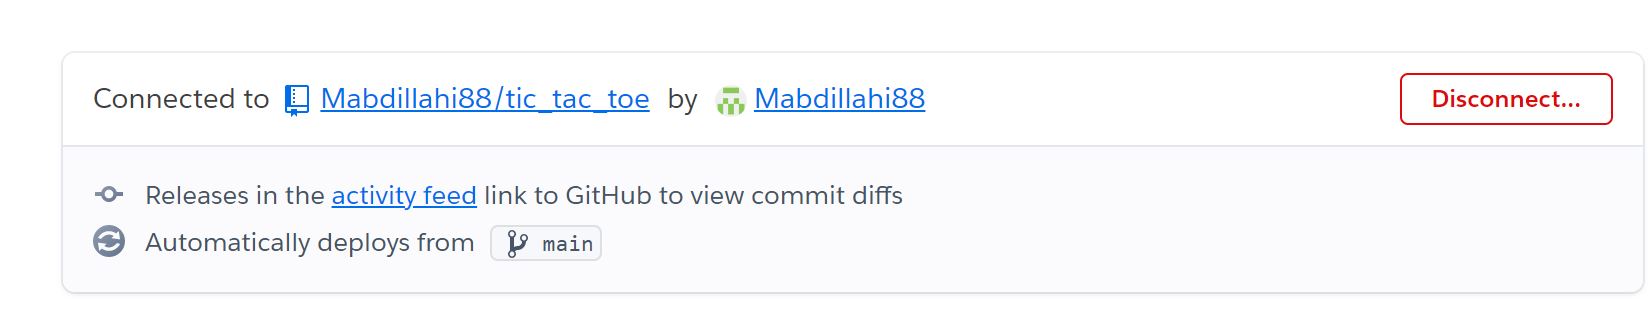 Connected to Mabdillahi88/tic_tac_toe by Mabdillahi88 Disconnect...
Releases in the activity feed link to GitHub to view commit diffs
Automatically deploys from main